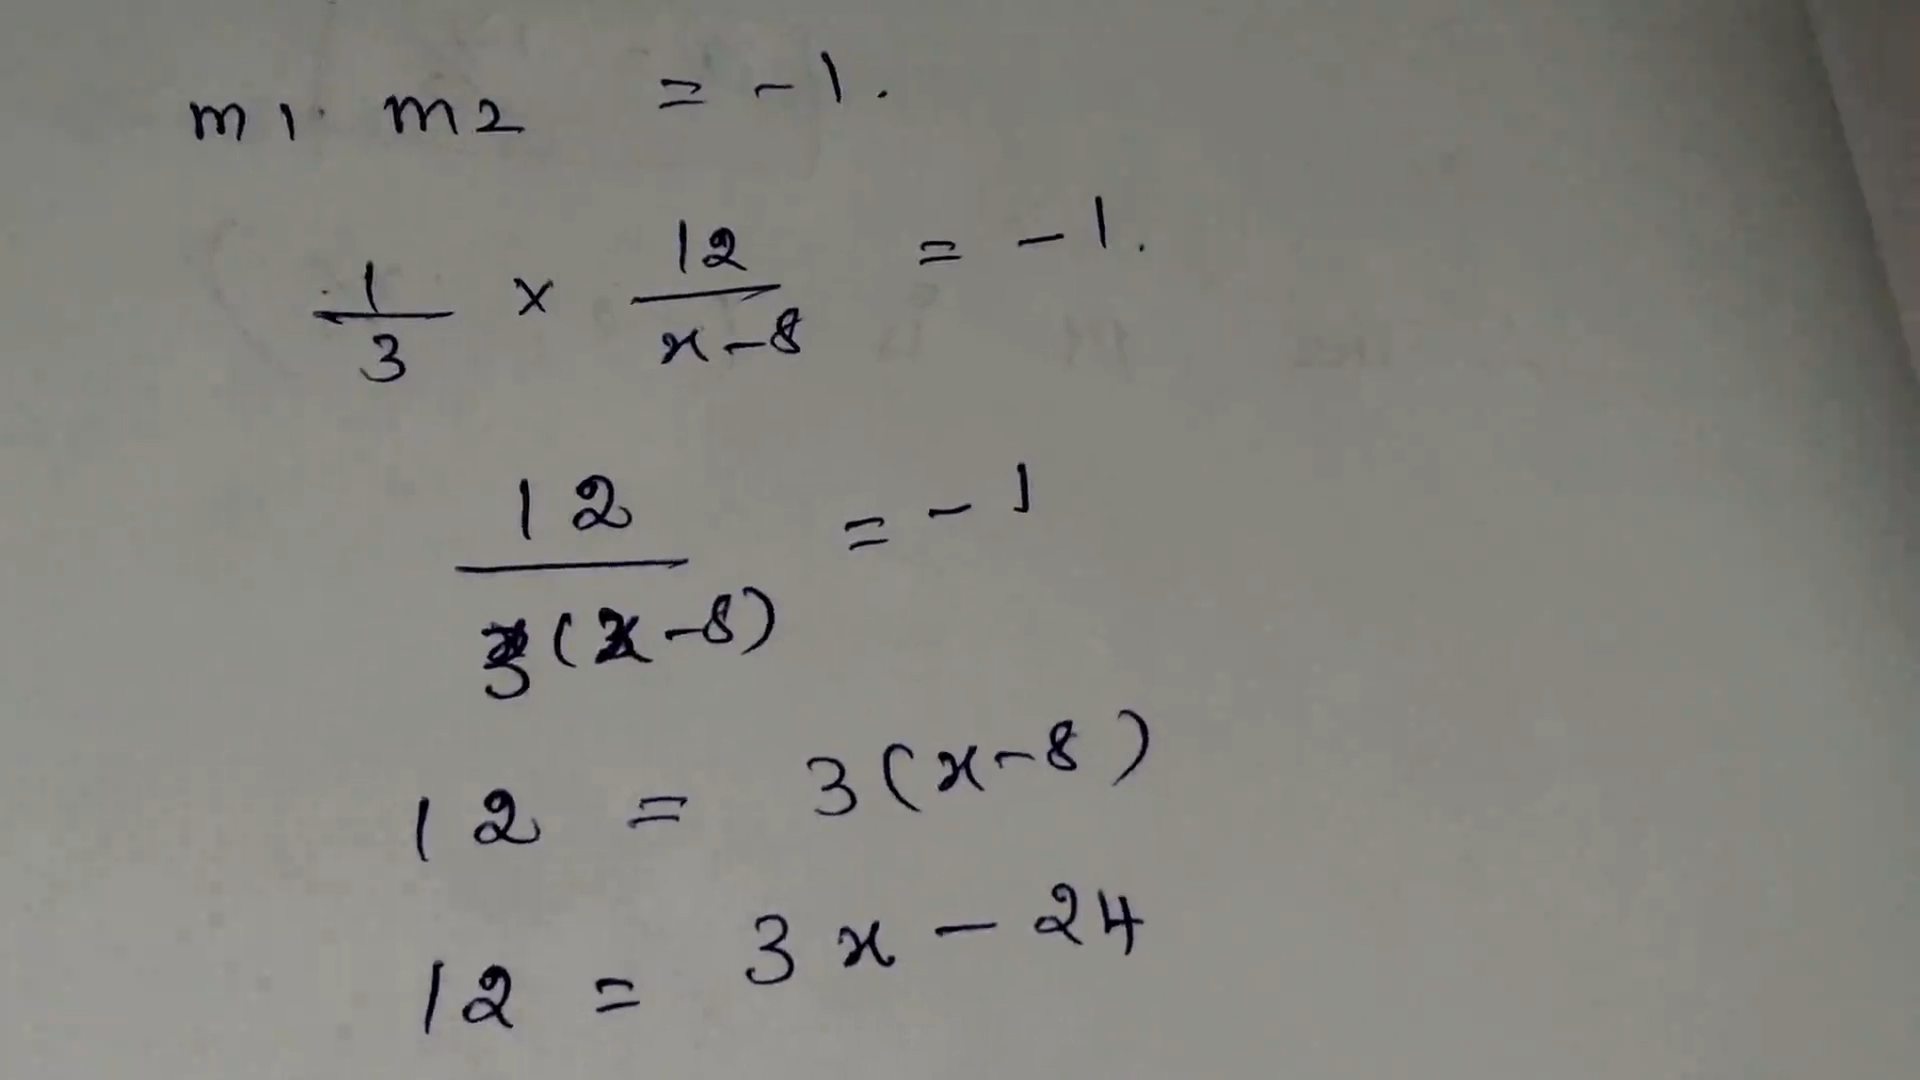 m1. m2 = -1.
1/3 × 12/x-8 = -1.
12/3(x-8) = -1
12 = 3(x-8)
12 = 3x - 24